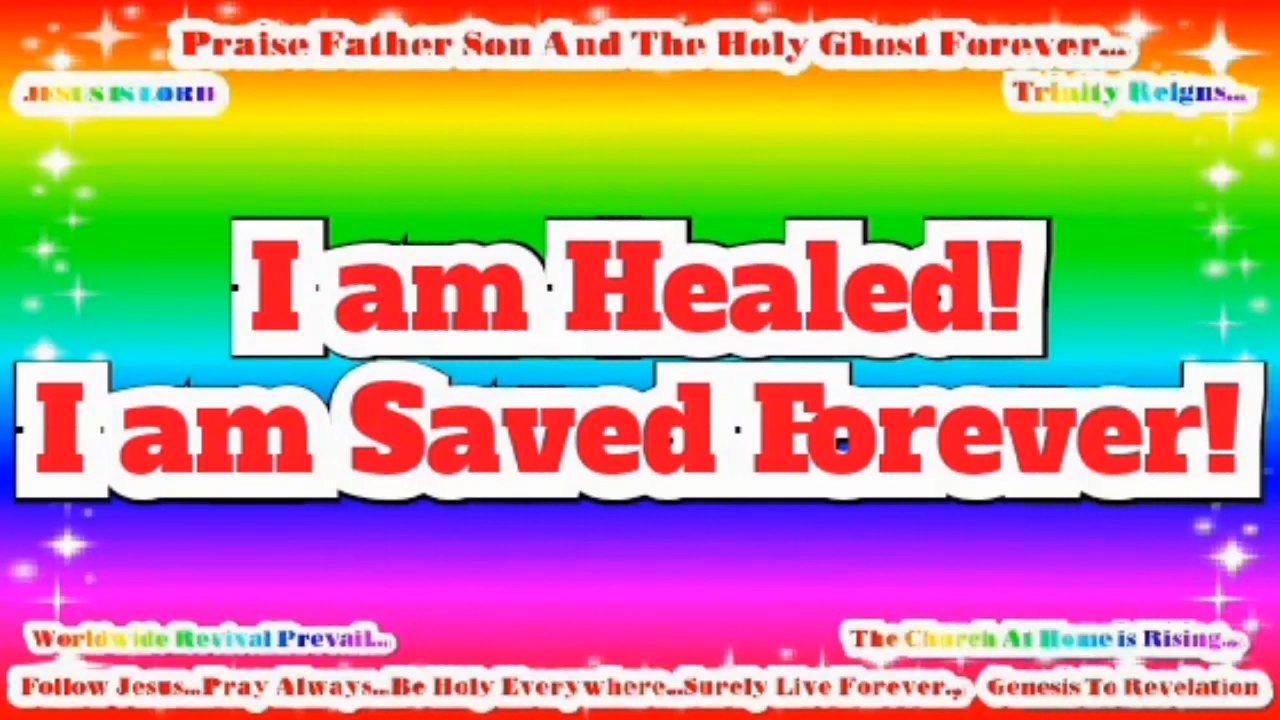 Praise Father Son And The Holy Ghost Forever...
JESUS IS LORD
Trinity Reigns...
I am Healed!
I am Saved Forever!
Worldwide Revival Prevail...
The Church At Home is Rising...
Follow Jesus...Pray Always...Be Holy Everywhere...Surely Live Forever..,
Genesis To Revelation